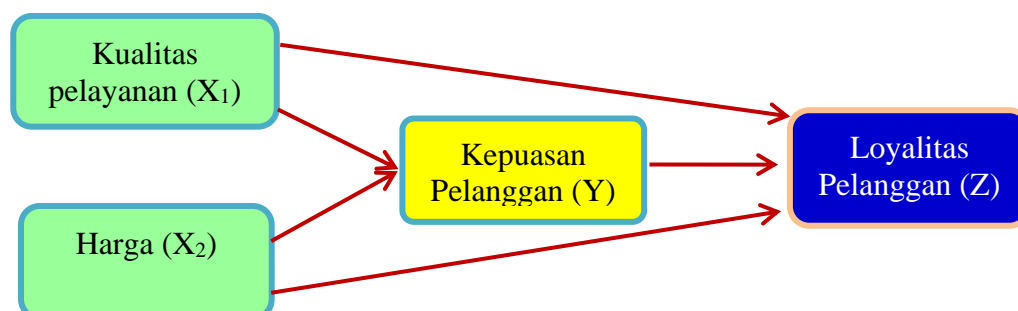 Kualitas
pelayanan (X₁)
Kepuasan
Pelanggan (Y)
Loyalitas
Pelanggan (Z)
Harga (X₂)